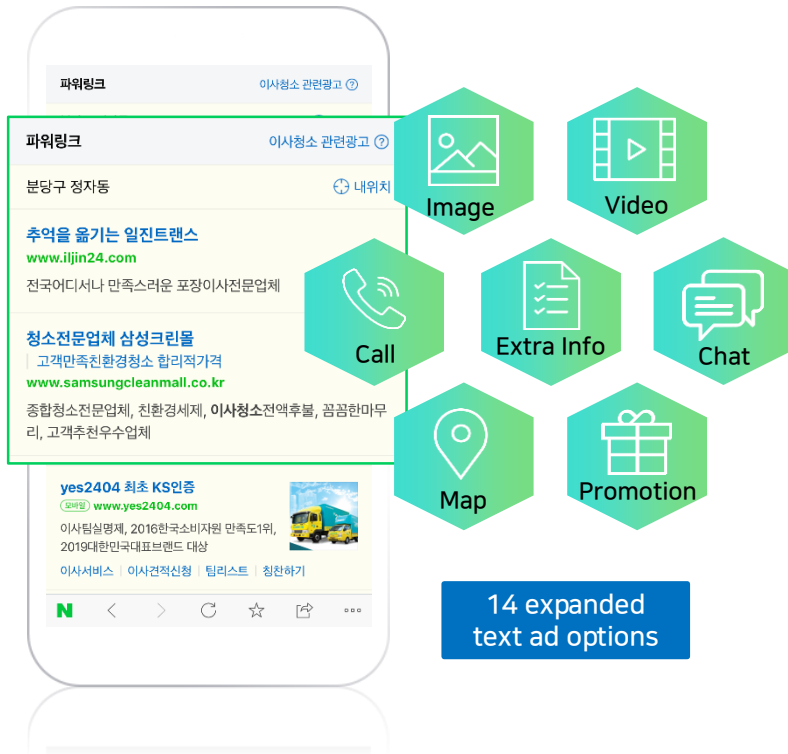 파워링크 이사청소 관련광고 ?
파워링크 이사청소 관련광고 ?
분당구 정자동 내위치
추억을 옮기는 일진트랜스
www.iljin24.com
전국어디서나 만족스러운 포장이사전문업체
청소전문업체 삼성크린몰
고객만족친환경청소 합리적가격
www.samsungcleanmall.co.kr
종합청소전문업체, 친환경세제, 이사청소전액후불, 꼼꼼한마무
리, 고객추천우수업체
yes2404 최초 KS인증
모바일 www.yes2404.com
이사팀실명제, 2016한국소비자원 만족도1위,
2019대한민국대표브랜드 대상
이사서비스 이사견적신청 팀리스트 칭찬하기
N
Image
Video
Call
Extra Info
Chat
Map
Promotion
14 expanded
text ad options